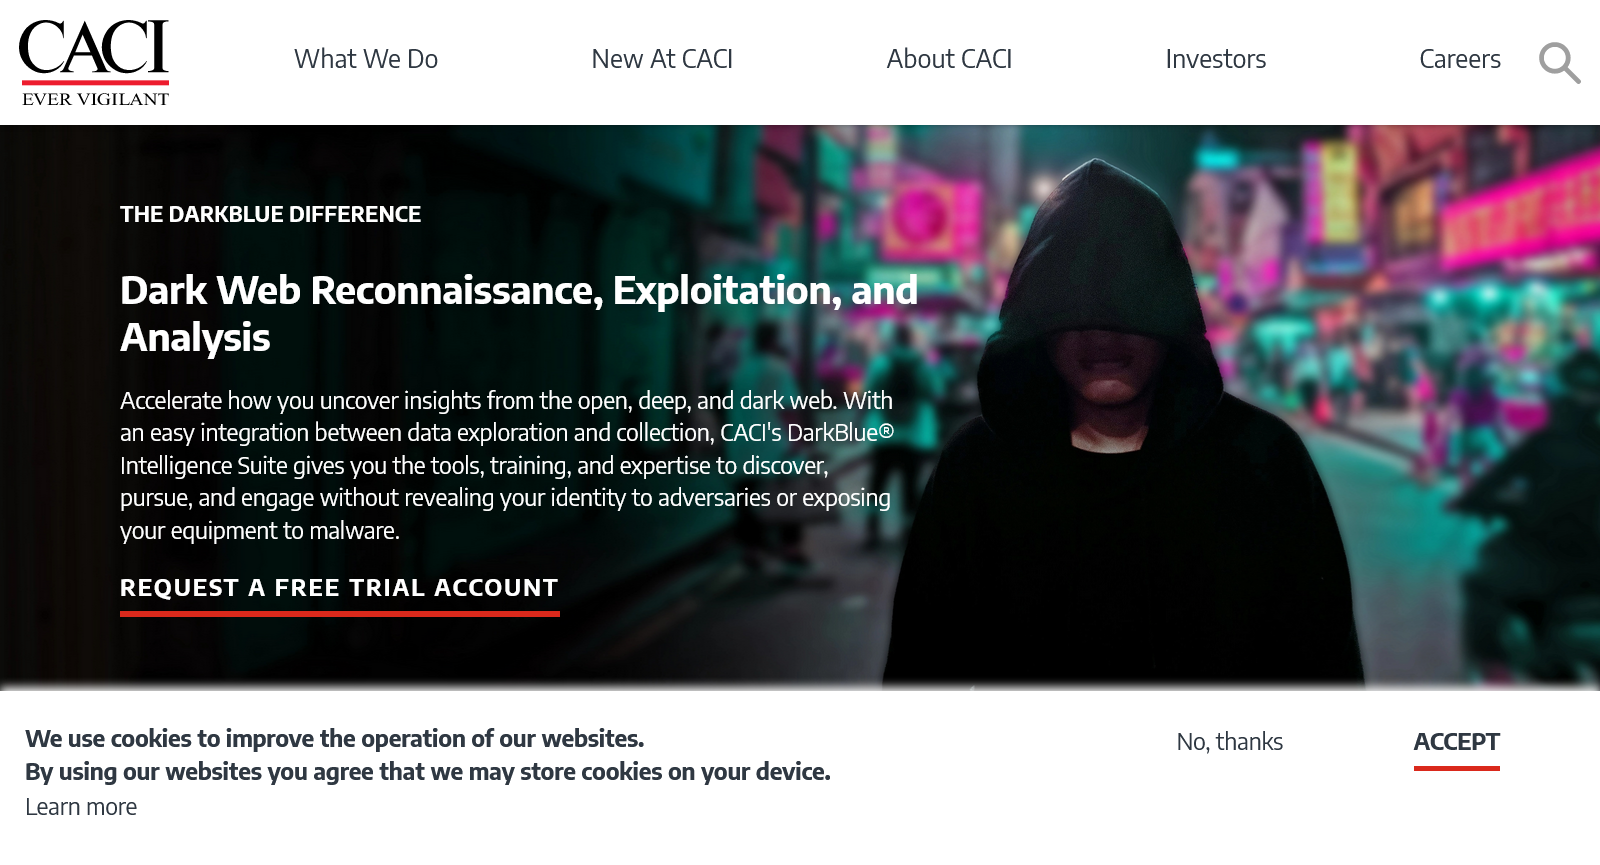 CACI
EVER VIGILANT
What We Do
New At CACI
About CACI
Investors
Careers
THE DARKBLUE DIFFERENCE
Dark Web Reconnaissance, Exploitation, and
Analysis
Accelerate how you uncover insights from the open, deep, and dark web. With
an easy integration between data exploration and collection, CACI's DarkBlue®
Intelligence Suite gives you the tools, training, and expertise to discover,
pursue, and engage without revealing your identity to adversaries or exposing
your equipment to malware.
REQUEST A FREE TRIAL ACCOUNT
We use cookies to improve the operation of our websites.
By using our websites you agree that we may store cookies on your device.
Learn more
No, thanks
ACCEPT